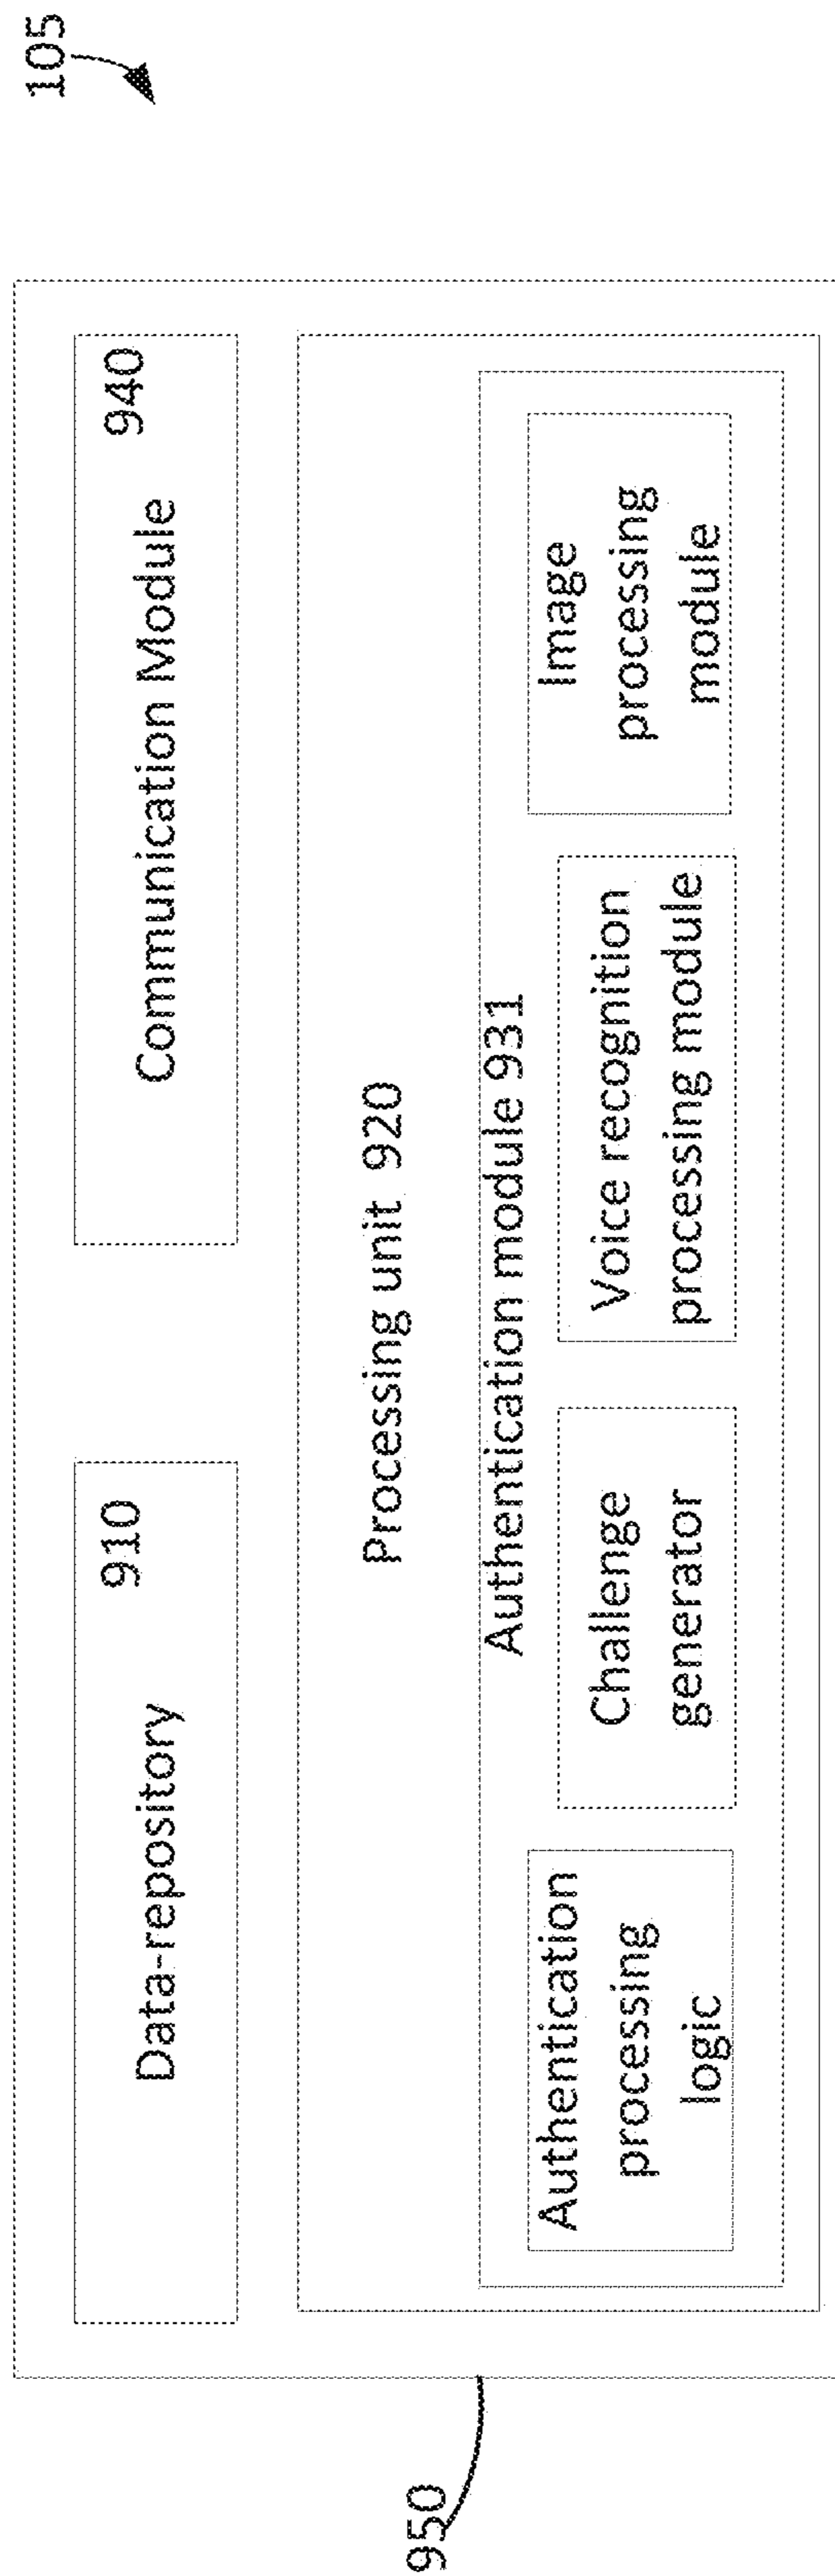 105
950
Data-repository
910
Communication Module
940
Processing unit 920
Authentication module 931
Authentication
processing
logic
Challenge
generator
Voice recognition
processing module
Image
processing
module